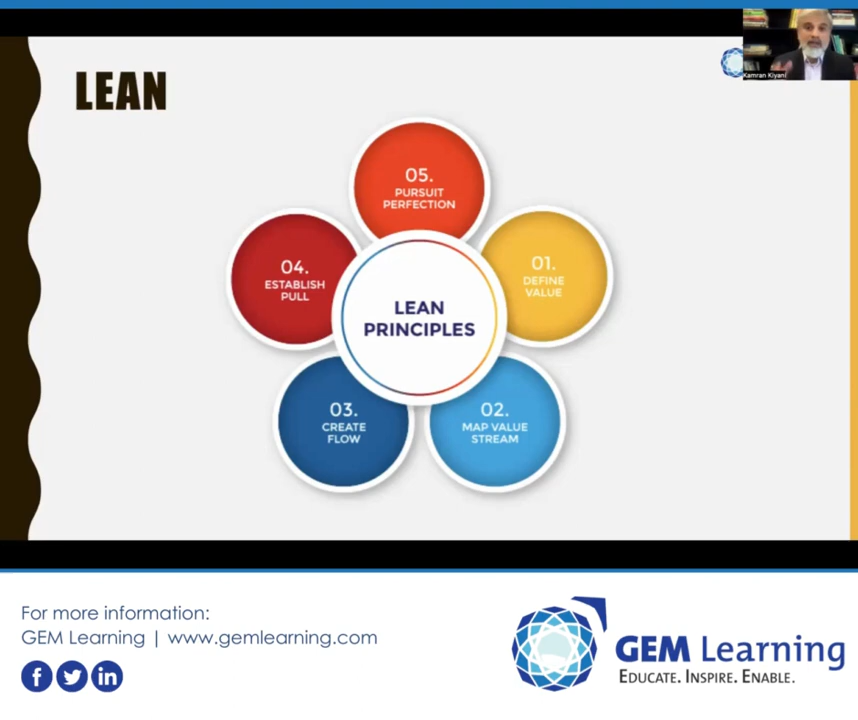 LEAN
Kamran Kiyani
05.
PURSUIT
PERFECTION
01.
DEFINE
VALUE
02.
MAP VALUE
STREAM
03.
CREATE
FLOW
04.
ESTABLISH
PULL
LEAN
PRINCIPLES
For more information:
GEM Learning | www.gemlearning.com
GEM Learning
EDUCATE. INSPIRE. ENABLE.